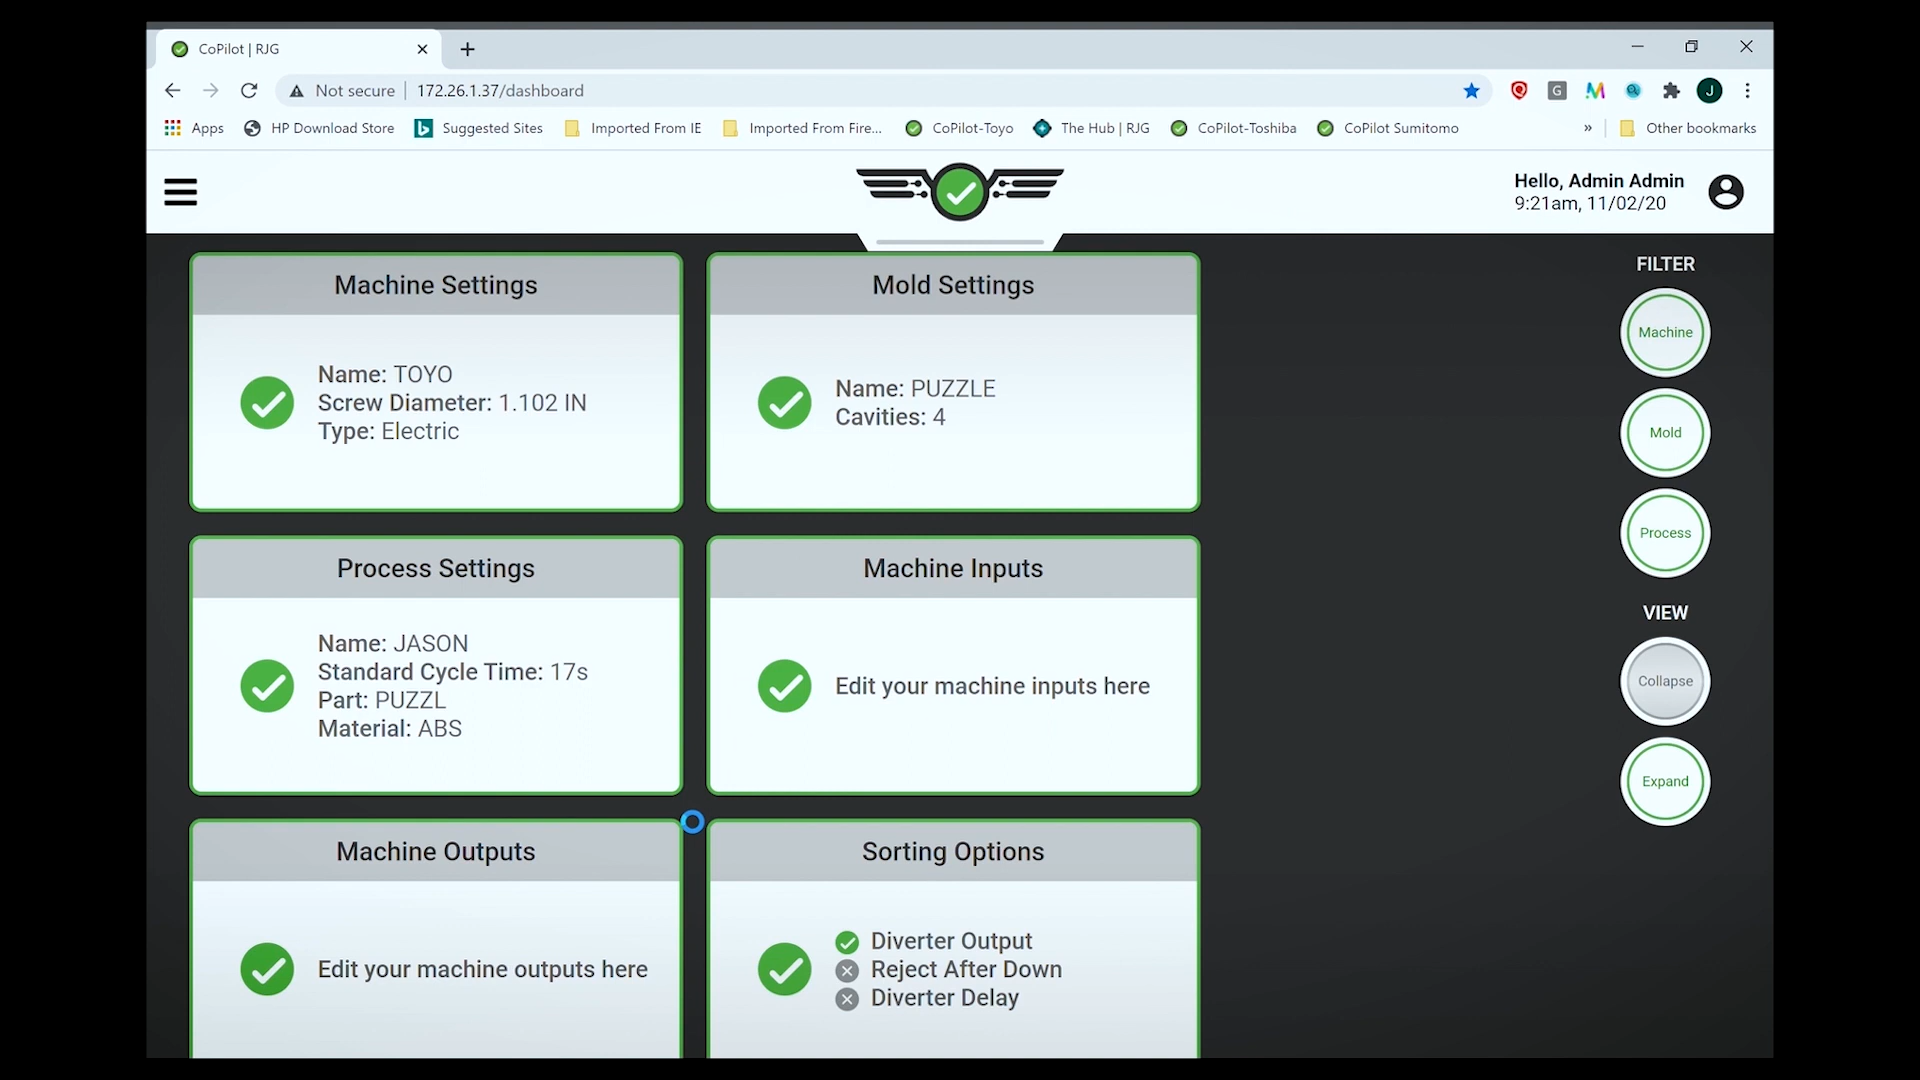 CoPilot | RJG
Not secure
172.26.1.37/dashboard
G
J
Apps
HP Download Store
Suggested Sites
Imported From IE
Imported From Fire...
CoPilot-Toyo
The Hub | RJG
CoPilot-Toshiba
CoPilot Sumitomo
»
Other bookmarks
Hello, Admin Admin
9:21am, 11/02/20
Machine Settings
Name: TOYO
Screw Diameter: 1.102 IN
Type: Electric
Mold Settings
Name: PUZZLE
Cavities: 4
Process Settings
Name: JASON
Standard Cycle Time: 17s
Part: PUZZL
Material: ABS
Machine Inputs
Edit your machine inputs here
Machine Outputs
Edit your machine outputs here
Sorting Options
Diverter Output
Reject After Down
Diverter Delay
FILTER
Machine
Mold
Process
VIEW
Collapse
Expand